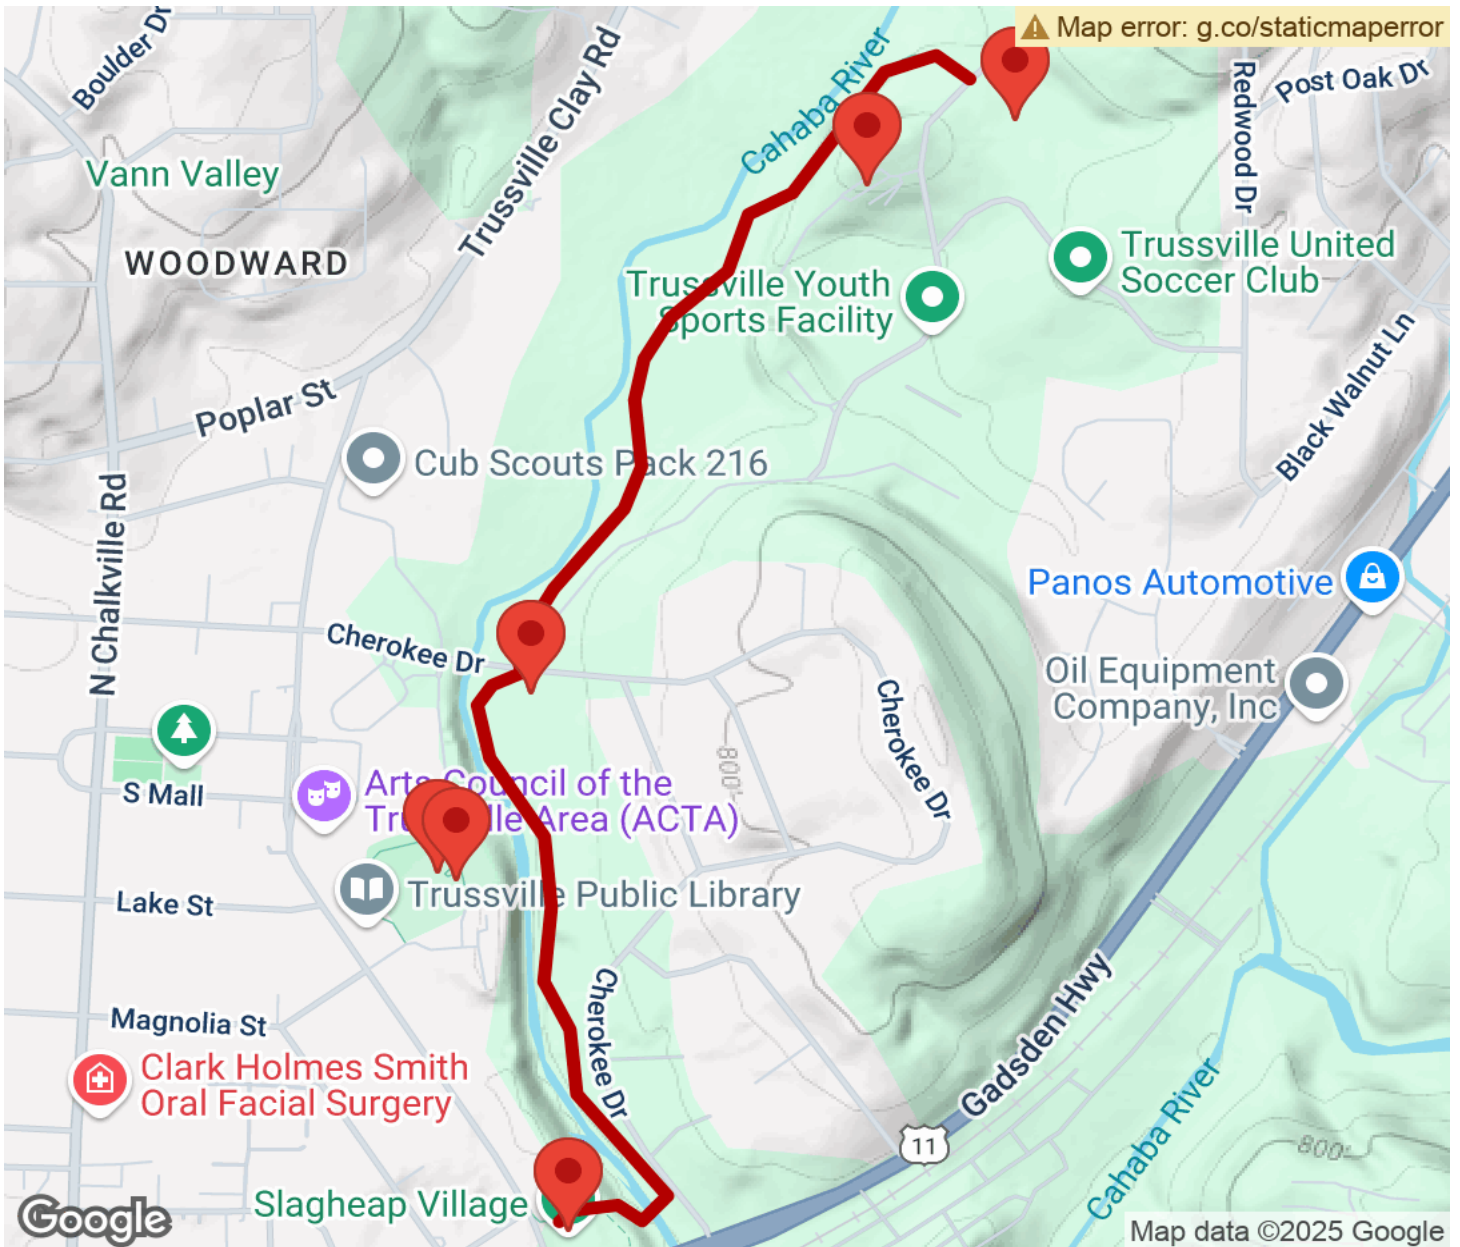 Map error: g.co/staticmaperror
Boulder Dr
Trussville Clay Rd
Cahaba River
Redwood Dr
Post Oak Dr
Vann Valley
WOODWARD
Trussville United
Soccer Club
Trussville Youth
Sports Facility
Black Walnut Ln
Poplar St
Cub Scouts Pack 216
N Chalkville Rd
Panos Automotive
Cherokee Dr
Oil Equipment
Company, Inc
Cherokee Dr
800'
S Mall
Arts Council of the
Trussville Area (ACTA)
Lake St
Trussville Public Library
Cherokee Dr
Gadsden Hwy
Magnolia St
Clark Holmes Smith
Oral Facial Surgery
11
Cahaba River
800'
Slagheap Village
Google
Map data ©2025 Google